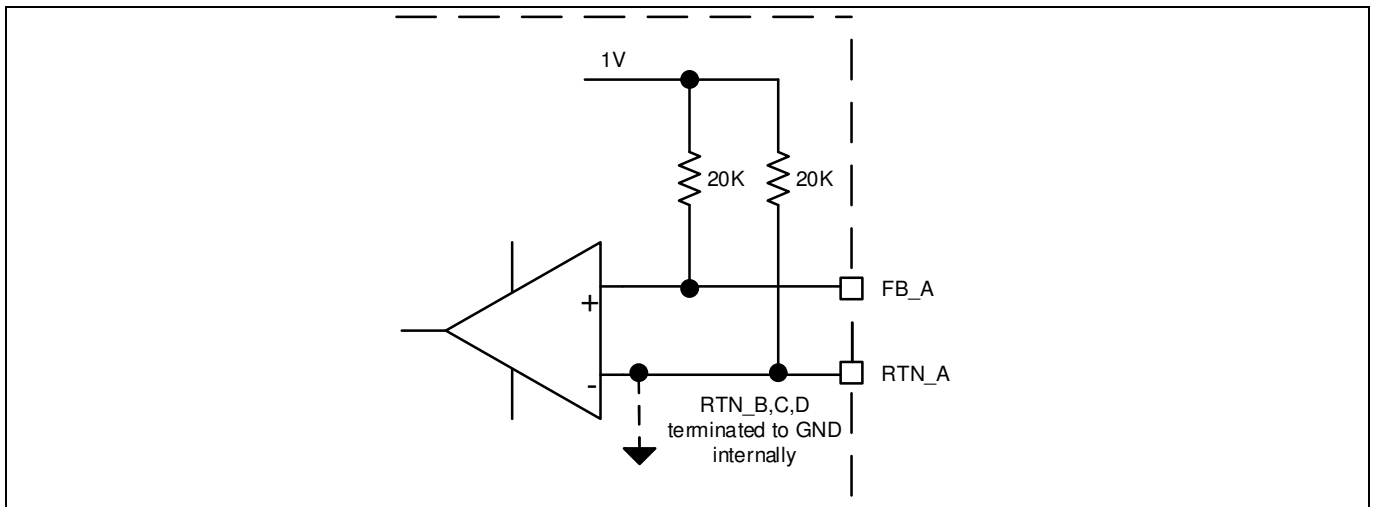 1V
20K
20K
+
FB_A
-
RTN_A
RTN_B,C,D
terminated to GND
internally